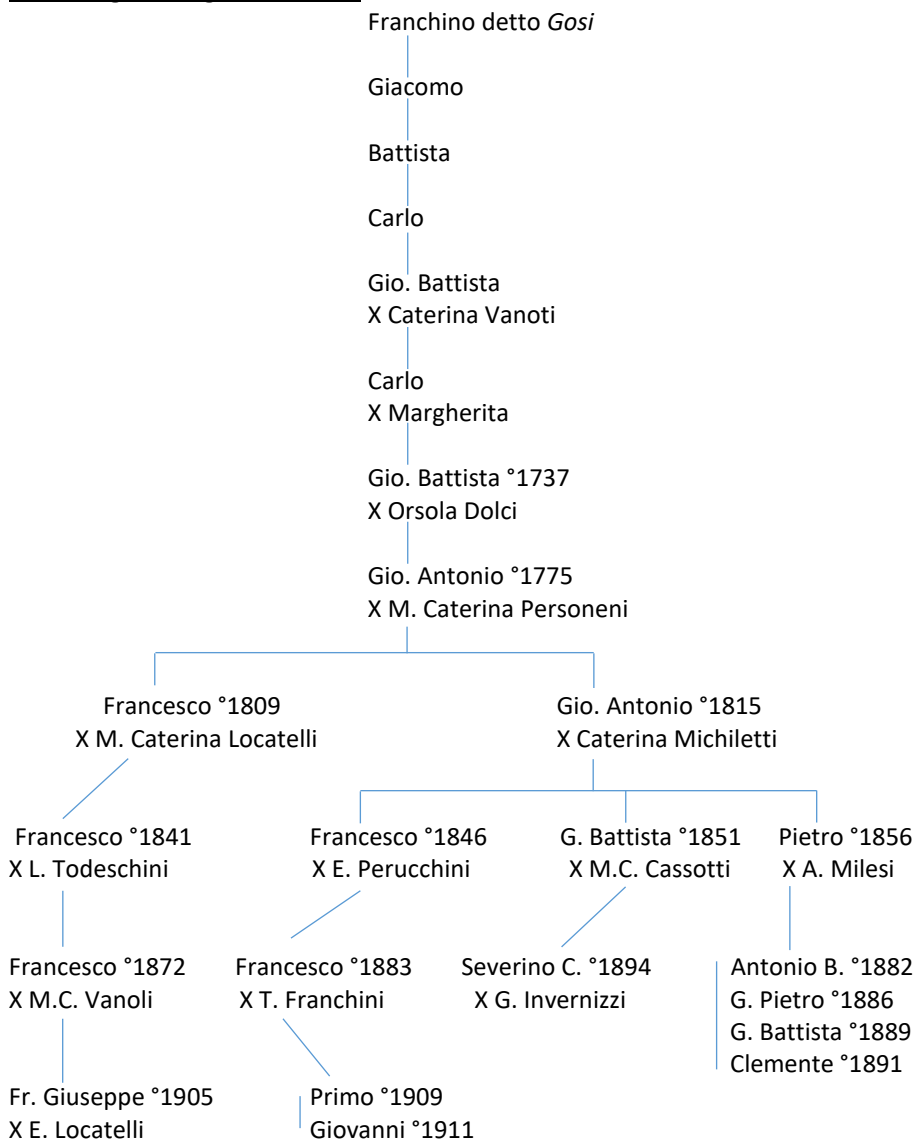 Franchino detto Gosi
Giacomo
Battista
Carlo
Gio. Battista
X Caterina Vanoti
Carlo
X Margherita
Gio. Battista °1737
X Orsola Dolci
Gio. Antonio °1775
X M. Caterina Personeni
Francesco °1809
X M. Caterina Locatelli
Gio. Antonio °1815
X Caterina Michiletti
Francesco °1841
X L. Todeschini
Francesco °1846
X E. Perucchini
G. Battista °1851
X M.C. Cassotti
Pietro °1856
X A. Milesi
Francesco °1872
X M.C. Vanoli
Francesco °1883
X T. Franchini
Severino C. °1894
X G. Invernizzi
Antonio B. °1882
G. Pietro °1886
G. Battista °1889
Clemente °1891
Fr. Giuseppe °1905
X E. Locatelli
Primo °1909
Giovanni °1911